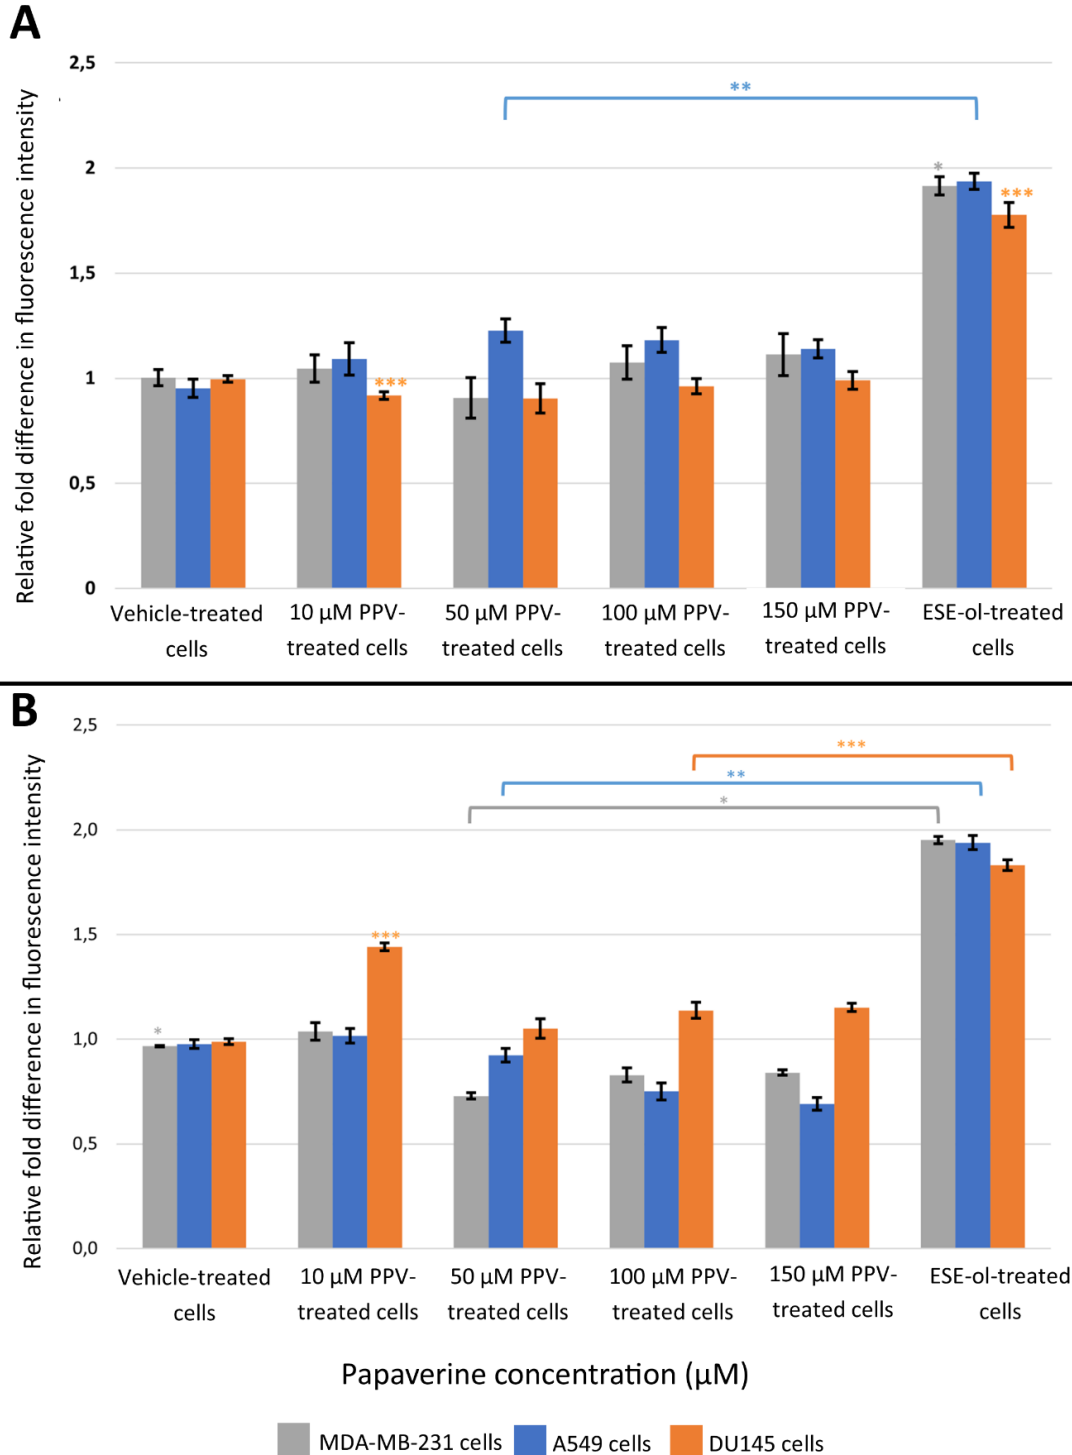 A
Relative fold difference in fluorescence intensity
2,5
2
1,5
1
0,5
0
**
*
***
***
Vehicle-treated
cells
10 µM PPV-
treated cells
50 µM PPV-
treated cells
100 µM PPV-
treated cells
150 µM PPV-
treated cells
ESE-ol-treated
cells
B
Relative fold difference in fluorescence intensity
2,5
2,0
1,5
1,0
0,5
0,0
***
**
*
***
*
Vehicle-treated
cells
10 µM PPV-
treated cells
50 µM PPV-
treated cells
100 µM PPV-
treated cells
150 µM PPV-
treated cells
ESE-ol-treated
cells
Papaverine concentration (µM)
MDA-MB-231 cells
A549 cells
DU145 cells